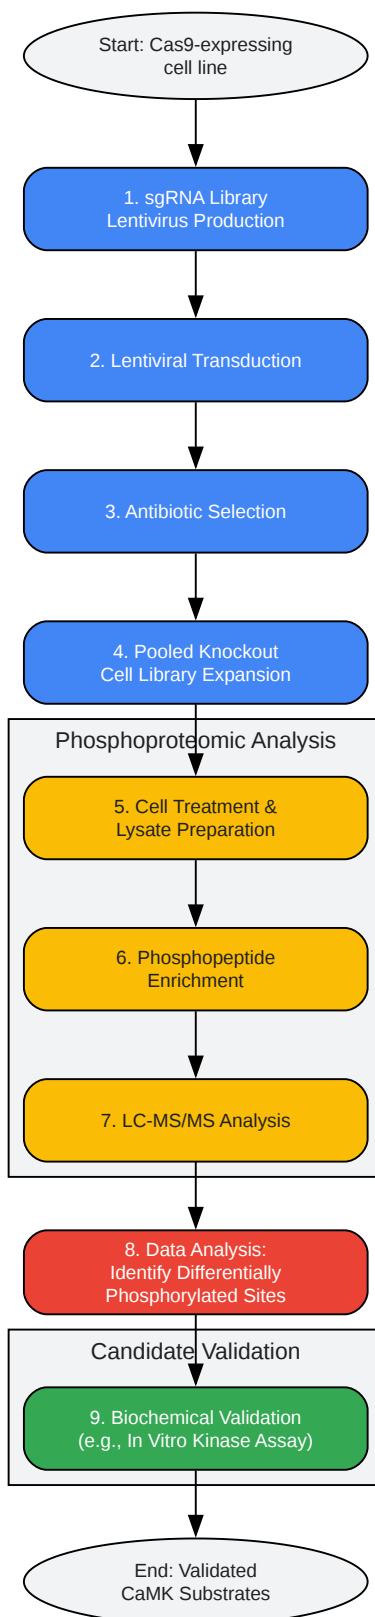 Start: Cas9-expressing
cell line
1. sgRNA Library
Lentivirus Production
2. Lentiviral Transduction
3. Antibiotic Selection
4. Pooled Knockout
Cell Library Expansion
Phosphoproteomic Analysis
5. Cell Treatment &
Lysate Preparation
6. Phosphopeptide
Enrichment
7. LC-MS/MS Analysis
8. Data Analysis:
Identify Differentially
Phosphorylated Sites
Candidate Validation
9. Biochemical Validation
(e.g., In Vitro Kinase Assay)
End: Validated
CaMK Substrates